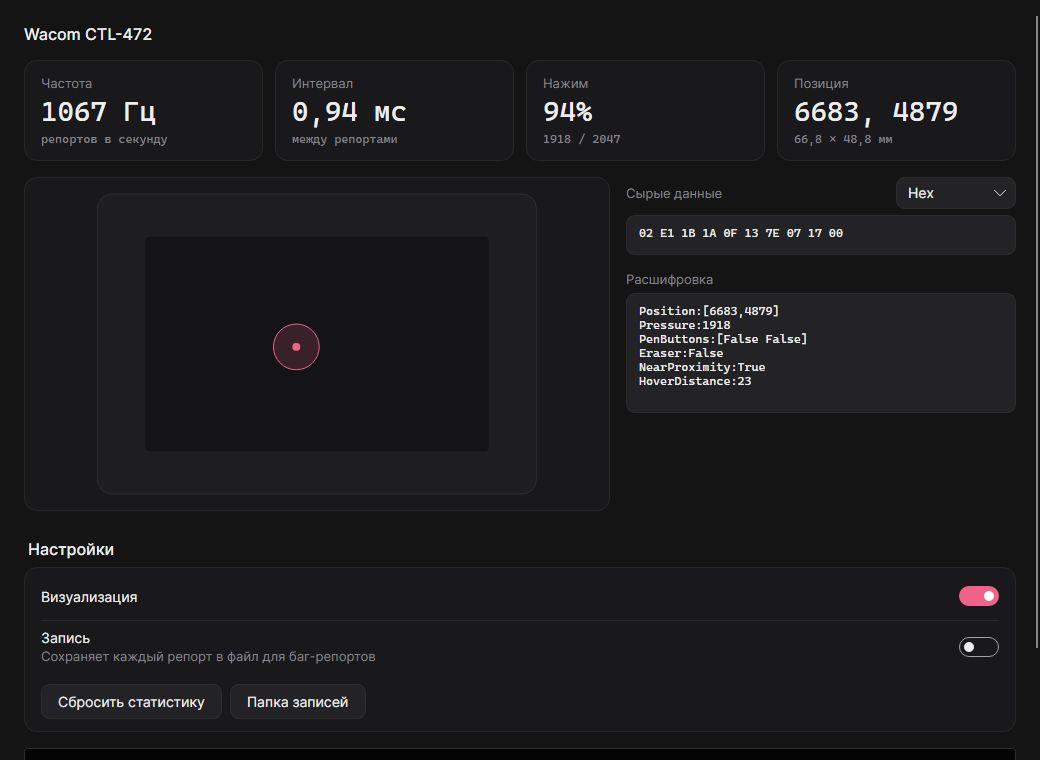 Wacom CTL-472
Частота
1067 Гц
репортов в секунду
Интервал
0,94 мс
между репортами
Нажим
94%
1918 / 2047
Позиция
6683, 4879
66,8 × 48,8 мм
Сырые данные
Hex
02 E1 1B 1A 0F 13 7E 07 17 00
Расшифровка
Position:[6683,4879]
Pressure:1918
PenButtons:[False False]
Eraser:False
NearProximity:True
HoverDistance:23
Настройки
Визуализация
Запись
Сохраняет каждый репорт в файл для баг-репортов
Сбросить статистику
Папка записей